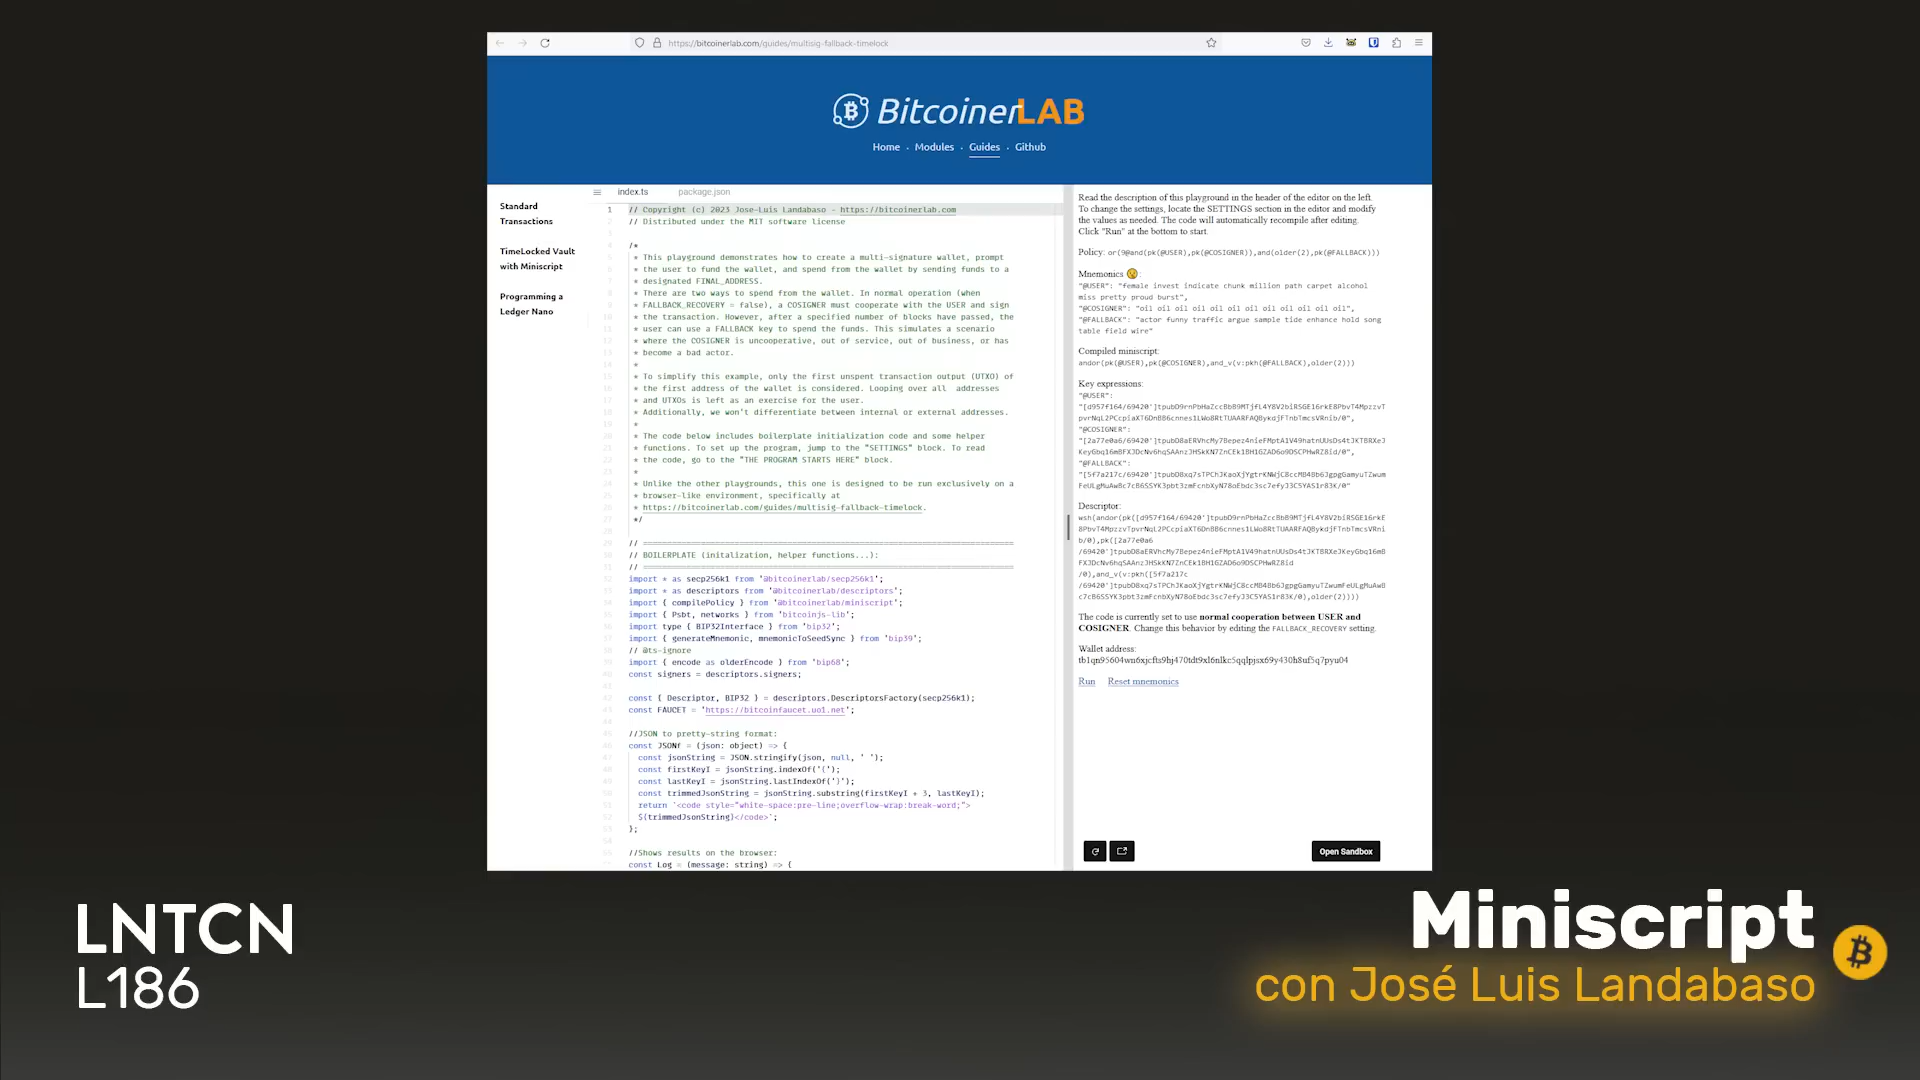 https://bitcoinerlab.com/guides/multisig-fallback-timelock
BitcoinerLAB
Home · Modules · Guides · Github
Standard
Transactions
TimeLocked Vault
with Miniscript
Programming a
Ledger Nano
index.ts package.json
1 // Copyright (c) 2023 Jose-Luis Landabaso - https://bitcoinerlab.com
// Distributed under the MIT software license
/*
* This playground demonstrates how to create a multi-signature wallet, prompt
* the user to fund the wallet, and spend from the wallet by sending funds to a
* designated FINAL_ADDRESS.
* There are two ways to spend from the wallet. In normal operation (when
* FALLBACK_RECOVERY = false), a COSIGNER must cooperate with the USER and sign
* the transaction. However, after a specified number of blocks have passed, the
* user can use a FALLBACK key to spend the funds. This simulates a scenario
* where the COSIGNER is uncooperative, out of service, out of business, or has
* become a bad actor.
*
* To simplify this example, only the first unspent transaction output (UTXO) of
* the first address of the wallet is considered. Looping over all addresses
* and UTXOs is left as an exercise for the user.
* Additionally, we won't differentiate between internal or external addresses.
*
* The code below includes boilerplate initialization code and some helper
* functions. To set up the program, jump to the "SETTINGS" block. To read
* the code, go to the "THE PROGRAM STARTS HERE" block.
*
* Unlike the other playgrounds, this one is designed to be run exclusively on a
* browser-like environment, specifically at
* https://bitcoinerlab.com/guides/multisig-fallback-timelock.
*/
// BOILERPLATE (initalization, helper functions...):
import * as secp256k1 from '@bitcoinerlab/secp256k1';
import * as descriptors from '@bitcoinerlab/descriptors';
import { compilePolicy } from '@bitcoinerlab/miniscript';
import { Psbt, networks } from 'bitcoinjs-lib';
import type { BIP32Interface } from 'bip32';
import { generateMnemonic, mnemonicToSeedSync } from 'bip39';
// @ts-ignore
import { encode as olderEncode } from 'bip68';
const signers = descriptors.signers;
const { Descriptor, BIP32 } = descriptors.DescriptorsFactory(secp256k1);
const FAUCET = 'https://bitcoinfaucet.uo1.net';
//JSON to pretty-string format:
const JSONf = (json: object) => {
const jsonString = JSON.stringify(json, null, ' ');
const firstKeyI = jsonString.indexOf('{');
const lastKeyI = jsonString.lastIndexOf('}');
const trimmedJsonString = jsonString.substring(firstKeyI + 3, lastKeyI);
return `<code style="white-space:pre-line;overflow-wrap:break-word;">
${trimmedJsonString}</code>`;
};
//Shows results on the browser:
const Log = (message: string) => {
Read the description of this playground in the header of the editor on the left.
To change the settings, locate the SETTINGS section in the editor and modify
the values as needed. The code will automatically recompile after editing.
Click "Run" at the bottom to start.
Policy: or(9@and(pk(@USER),pk(@COSIGNER)),and(older(2),pk(@FALLBACK)))
Mnemonics 🤫:
"@USER": "female invest indicate chunk million path carpet alcohol
miss pretty proud burst",
"@COSIGNER": "oil oil oil oil oil oil oil oil oil oil oil oil",
"@FALLBACK": "actor funny traffic argue sample tide enhance hold song
table field wire"
Compiled miniscript:
andor(pk(@USER),pk(@COSIGNER),and_v(v:pkh(@FALLBACK),older(2)))
Key expressions:
"@USER":
"@COSIGNER":
"@FALLBACK":
Descriptor:
The code is currently set to use normal cooperation between USER and
COSIGNER. Change this behavior by editing the FALLBACK_RECOVERY setting.
Wallet address:
Run Reset mnemonics
Open Sandbox
LNTCN
L186
Miniscript
con José Luis Landabaso